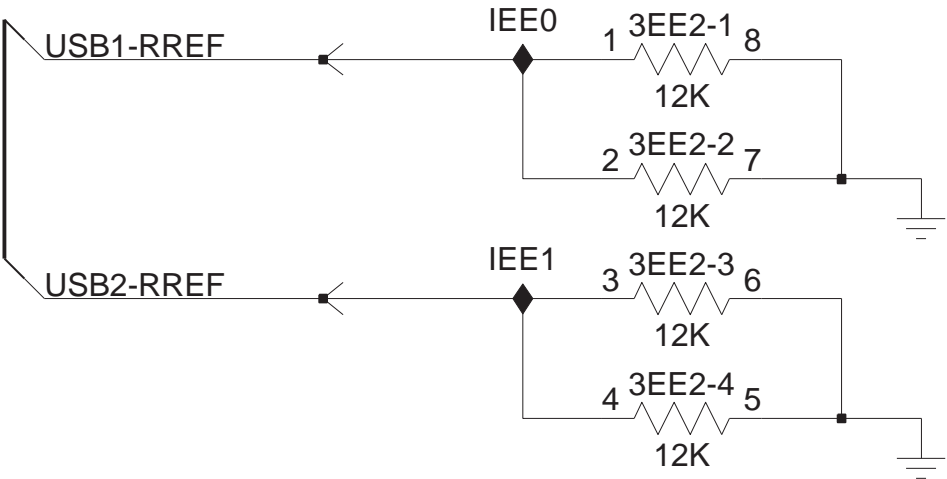 IEE0
USB1-RREF
1 3EE2-1 8
12K
2 3EE2-2 7
12K
IEE1
USB2-RREF
3 3EE2-3 6
12K
4 3EE2-4 5
12K